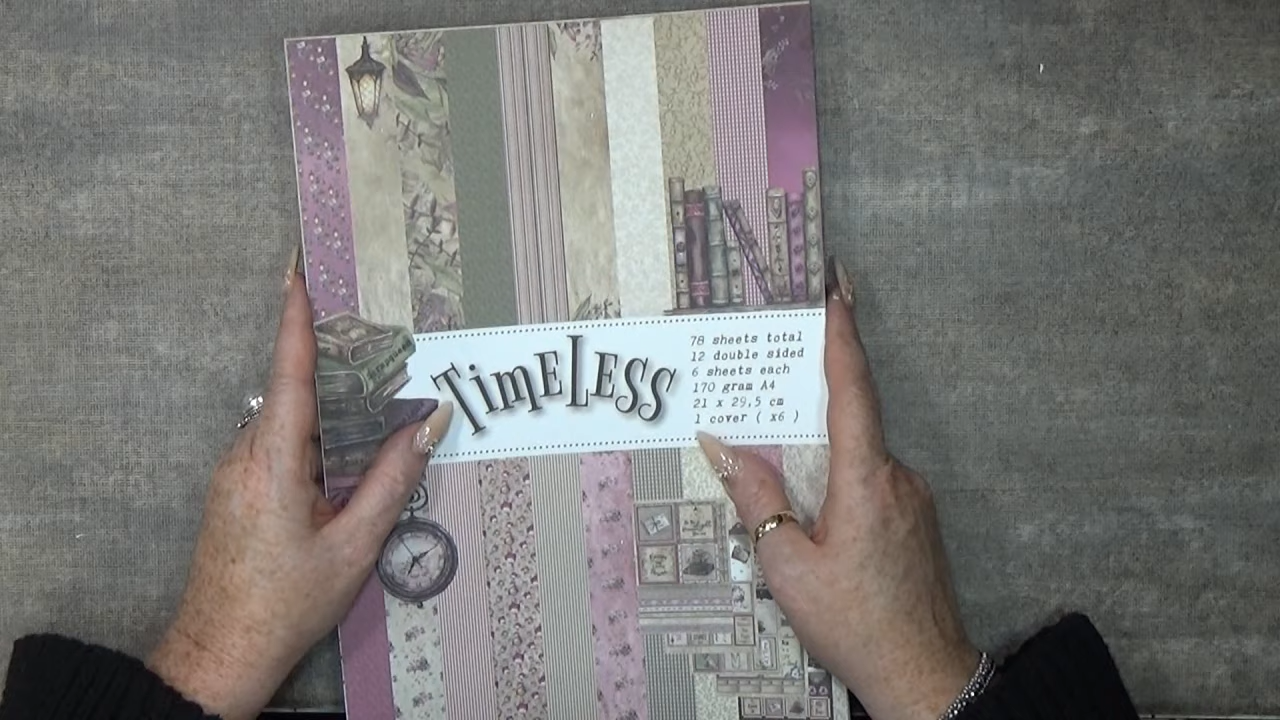 TimELESS
78 sheets total
12 double sided
6 sheets each
170 gram A4
21 x 29,5 cm
1 cover ( x6 )